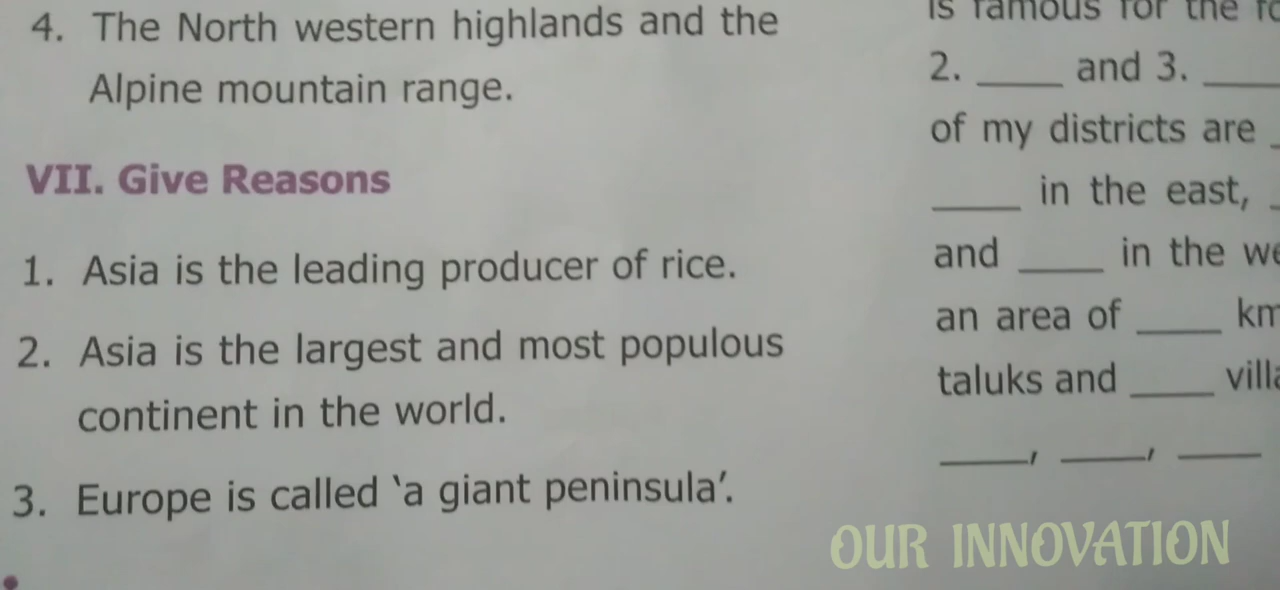 4. The North western highlands and the
Alpine mountain range.
VII. Give Reasons
1. Asia is the leading producer of rice.
2. Asia is the largest and most populous
continent in the world.
3. Europe is called ‘a giant peninsula’.
is famous for the
2. ____ and 3. ____
of my districts are _
____ in the east, _
and ____ in the
an area of ____ km
taluks and ____
____, ____, ____
OUR INNOVATION